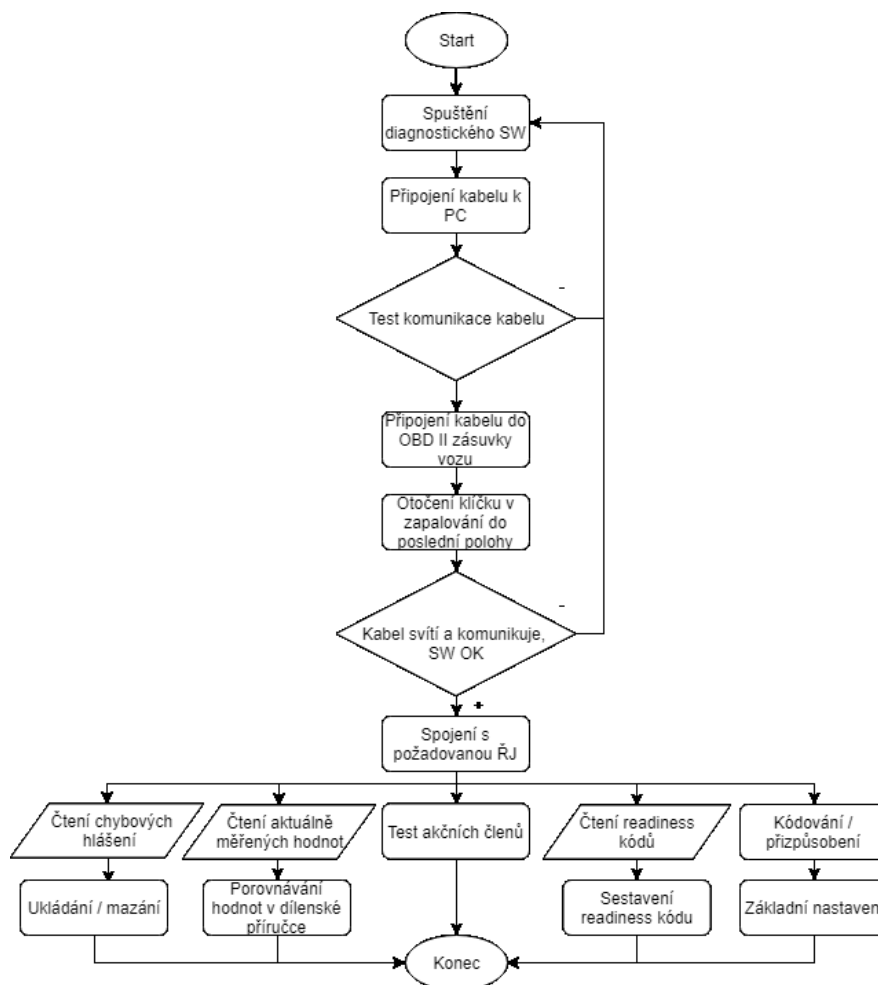 Start
Spuštění
diagnostického SW
Připojení kabelu k
PC
-
Test komunikace kabelu
Připojení kabelu do
OBD II zásuvky
vozu
Otočení klíčku v
zapalování do
poslední polohy
-
Kabel svítí a komunikuje,
SW OK
+
Spojení s
požadovanou ŘJ
Čtení chybových
hlášení
Čtení aktuálně
měřených hodnot
Test akčních členů
Čtení readiness
kódů
Kódování /
přizpůsobení
Ukládání / mazání
Porovnávání
hodnot v dílenské
příručce
Sestavení
readiness kódu
Základní nastavení
Konec